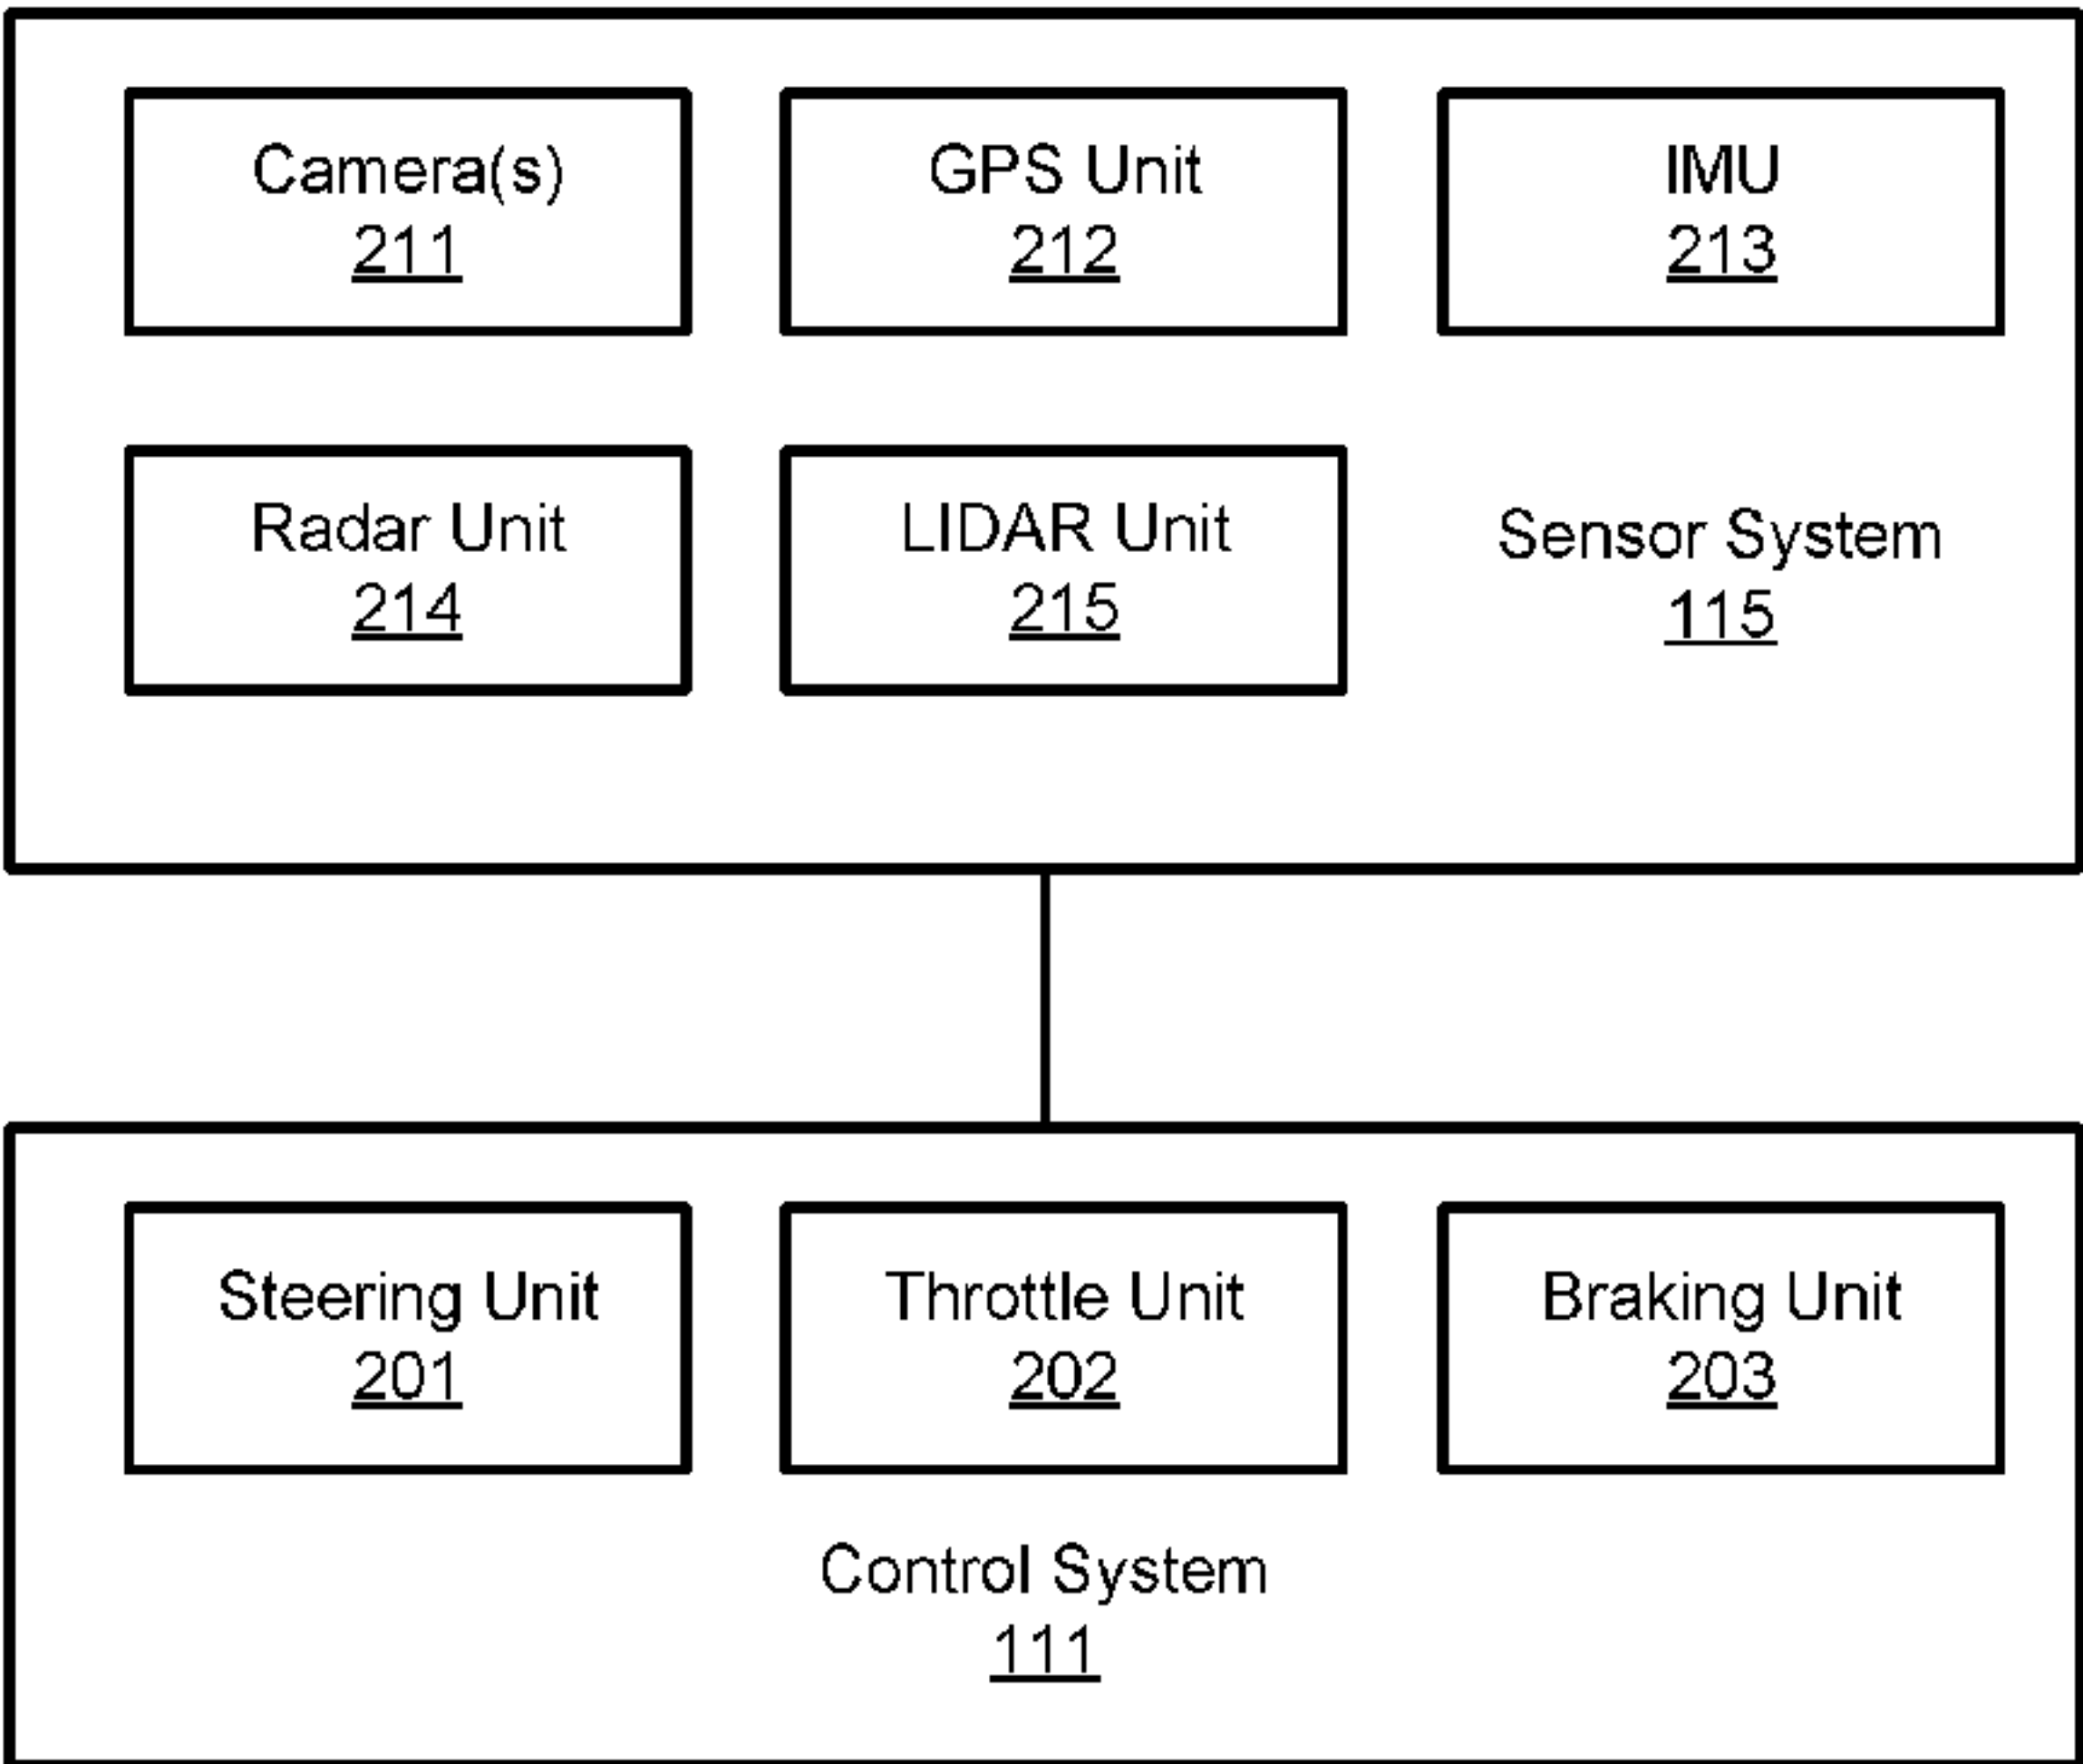 Camera(s)
211
GPS Unit
212
IMU
213
Radar Unit
214
LIDAR Unit
215
Sensor System
115
Steering Unit
201
Throttle Unit
202
Braking Unit
203
Control System
111